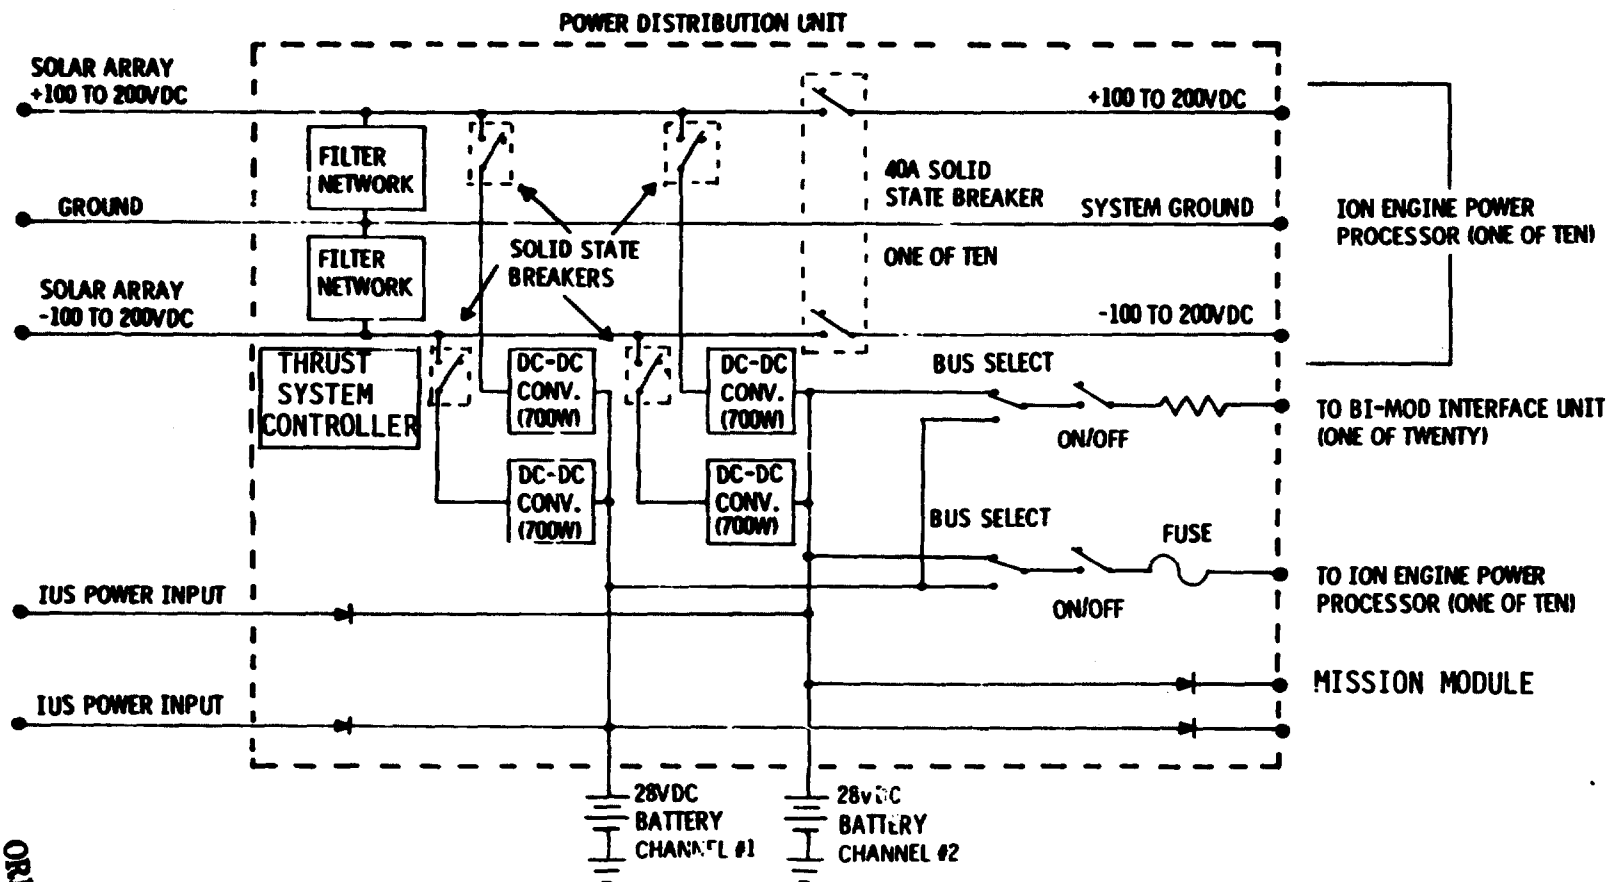 POWER DISTRIBUTION UNIT
SOLAR ARRAY
+100 TO 200VDC
+100 TO 200VDC
FILTER
NETWORK
40A SOLID
STATE BREAKER
GROUND
SYSTEM GROUND
ION ENGINE POWER
PROCESSOR (ONE OF TEN)
SOLID STATE
BREAKERS
ONE OF TEN
FILTER
NETWORK
SOLAR ARRAY
-100 TO 200VDC
-100 TO 200VDC
THRUST
SYSTEM
CONTROLLER
DC-DC
CONV.
(700W)
DC-DC
CONV.
(700W)
BUS SELECT
ON/OFF
TO BI-MOD INTERFACE UNIT
(ONE OF TWENTY)
DC-DC
CONV.
(700W)
DC-DC
CONV.
(700W)
BUS SELECT
FUSE
ON/OFF
TO ION ENGINE POWER
PROCESSOR (ONE OF TEN)
IUS POWER INPUT
MISSION MODULE
IUS POWER INPUT
28VDC
BATTERY
CHANNEL #1
28VDC
BATTERY
CHANNEL #2